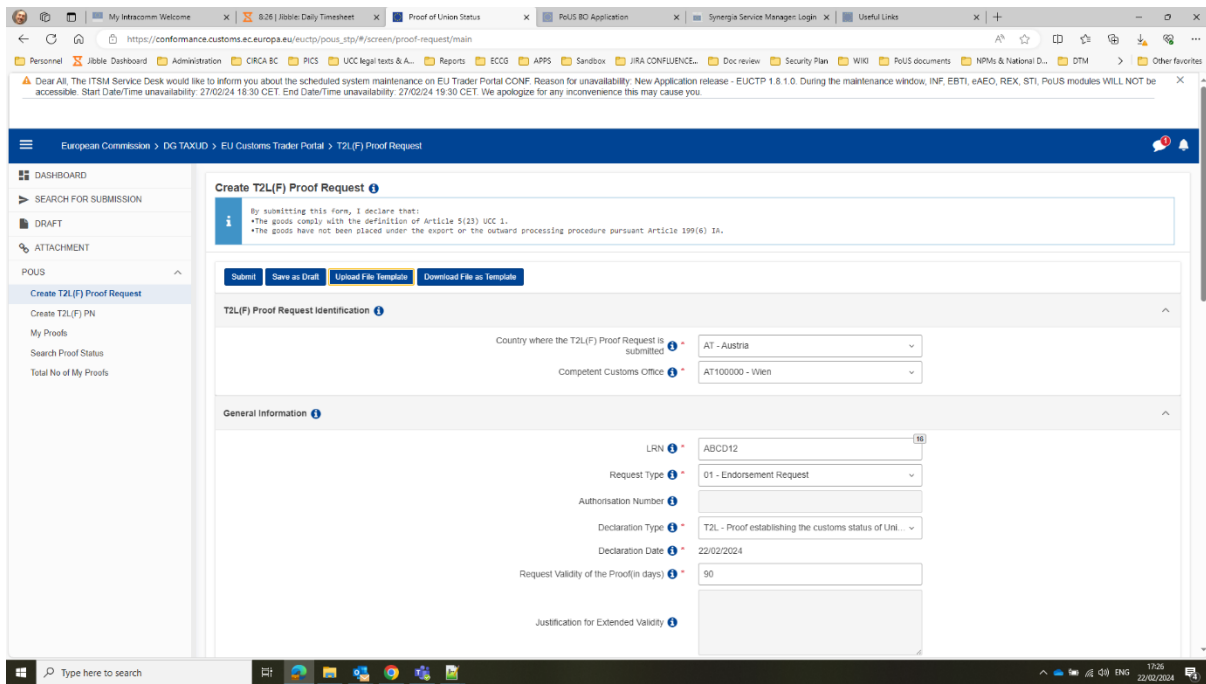 My Intracomm Welcome
8:26 | Jibble: Daily Timesheet
Proof of Union Status
PoUS BO Application
Synergia Service Manager: Login
Useful Links
https://conformance.customs.ec.europa.eu/euctp/pous_stp/#/screen/proof-request/main
Personnel Jibble Dashboard Administration CIRCA BC PICS UCC legal texts & A... Reports ECCG APPS Sandbox JIRA CONFLUENCE... Doc review Security Plan WIKI PoUS documents NPMs & National D... DTM Other favorites
Dear All, The ITSM Service Desk would like to inform you about the scheduled system maintenance on EU Trader Portal CONF. Reason for unavailability: New Application release - EUCTP 1.8.1.0. During the maintenance window, INF, EBTI, eAEO, REX, STI, PoUS modules WILL NOT be
accessible. Start Date/Time unavailability: 27/02/24 18:30 CET. End Date/Time unavailability: 27/02/24 19:30 CET. We apologize for any inconvenience this may cause you.
European Commission > DG TAXUD > EU Customs Trader Portal > T2L(F) Proof Request
1
DASHBOARD
SEARCH FOR SUBMISSION
DRAFT
ATTACHMENT
POUS
Create T2L(F) Proof Request
Create T2L(F) PN
My Proofs
Search Proof Status
Total No of My Proofs
Create T2L(F) Proof Request
By submitting this form, I declare that:
•The goods comply with the definition of Article 5(23) UCC 1.
•The goods have not been placed under the export or the outward processing procedure pursuant Article 199(6) IA.
Submit Save as Draft Upload File Template Download File as Template
T2L(F) Proof Request Identification
Country where the T2L(F) Proof Request is
submitted * AT - Austria
Competent Customs Office * AT100000 - Wien
General Information
16
LRN * ABCD12
Request Type * 01 - Endorsement Request
Authorisation Number
Declaration Type * T2L - Proof establishing the customs status of Uni...
Declaration Date * 22/02/2024
Request Validity of the Proof(in days) * 90
Justification for Extended Validity
Type here to search
ENG
17:26
22/02/2024
4